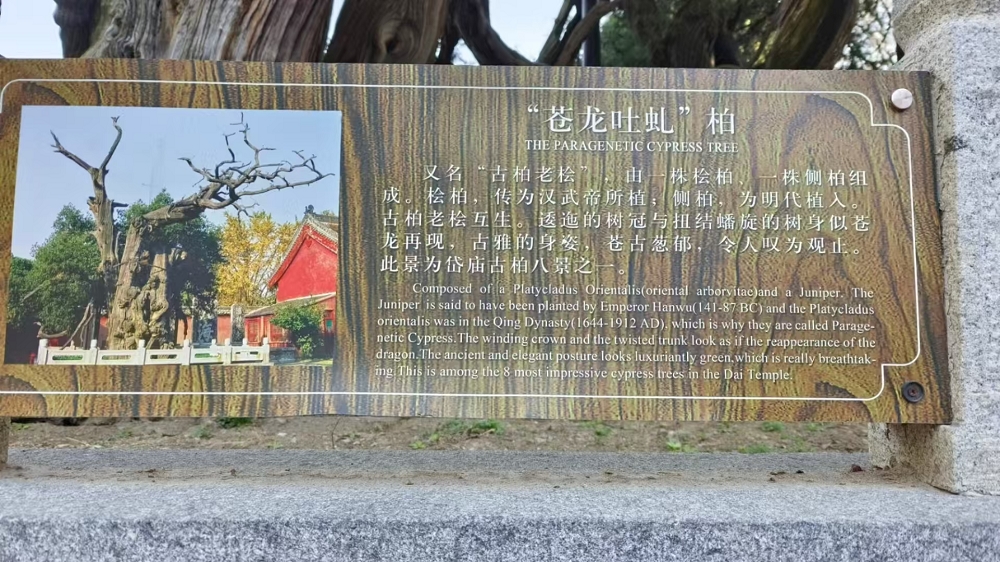 “苍龙吐虬”柏
THE PARAGENETIC CYPRESS TREE
又名“古柏老桧”，由一株桧柏、一株侧柏组
成。桧柏，传为汉武帝所植；侧柏，为明代植入。
古柏老桧互生。逶迤的树冠与扭结蟠旋的树身似苍
龙再现，古雅的身姿，苍古葱郁，令人叹为观止。
此景为岱庙古柏八景之一。
Composed of a Platycladus Orientalis(oriental arborvitae)and a Juniper. The
Juniper is said to have been planted by Emperor Hanwu(141-87 BC) and the Platycladus
orientalis was in the Qing Dynasty(1644-1912 AD), which is why they are called Parage-
netic Cypress. The winding crown and the twisted trunk look as if the reappearance of the
dragon. The ancient and elegant posture looks luxuriantly green,which is really breathtak-
ing.This is among the 8 most impressive cypress trees in the Dai Temple.